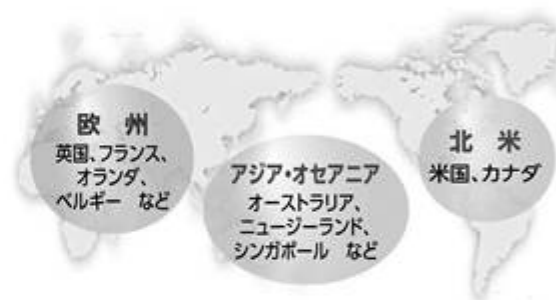 欧 州
英国、フランス、
オランダ、
ベルギー など
アジア・オセアニア
オーストラリア、
ニュージーランド、
シンガポール など
北 米
米国、カナダ